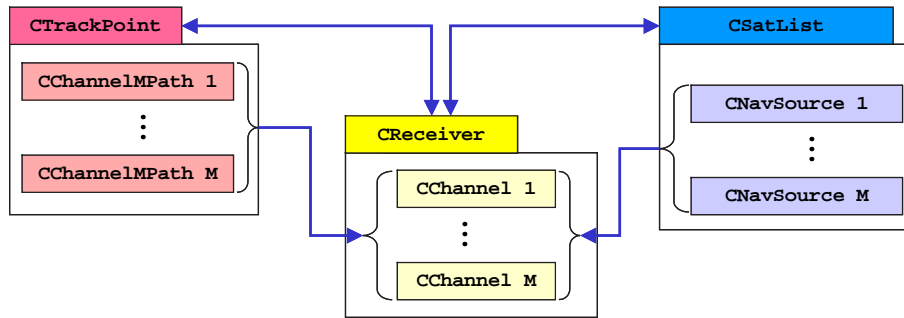 CTrackPoint
CChannelMPath 1
⋮
CChannelMPath M
CReceiver
CChannel 1
⋮
CChannel M
CSatList
CNavSource 1
⋮
CNavSource M